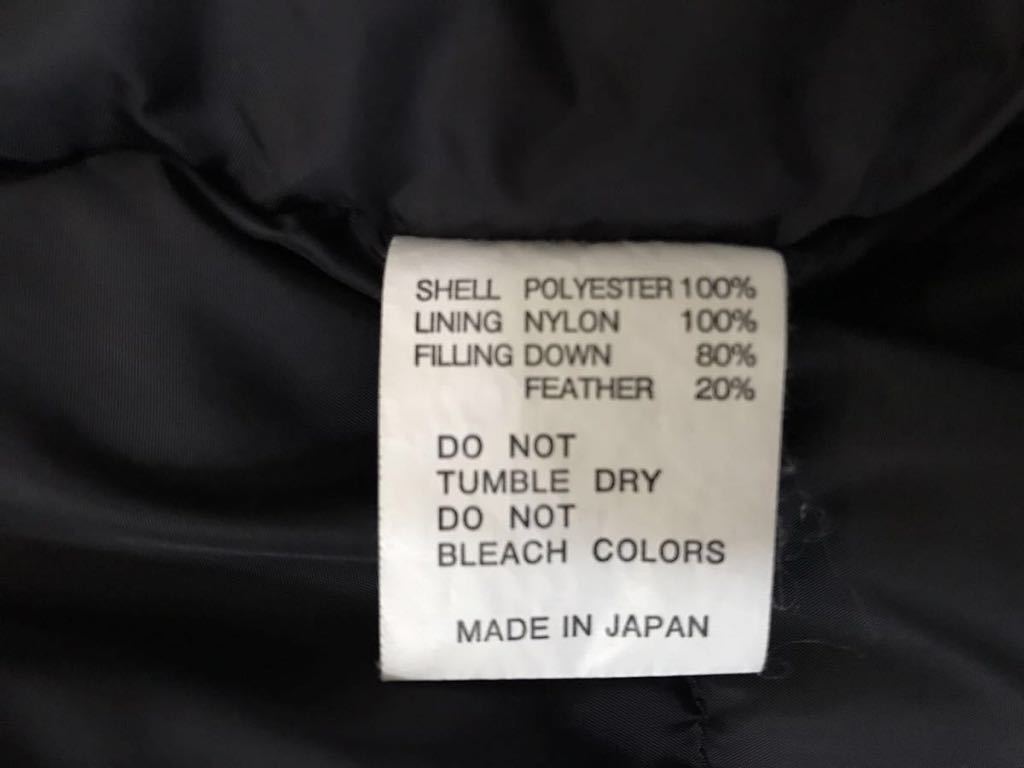 SHELL POLYESTER 100%
LINING NYLON 100%
FILLING DOWN 80%
FEATHER 20%
DO NOT
TUMBLE DRY
DO NOT
BLEACH COLORS
MADE IN JAPAN